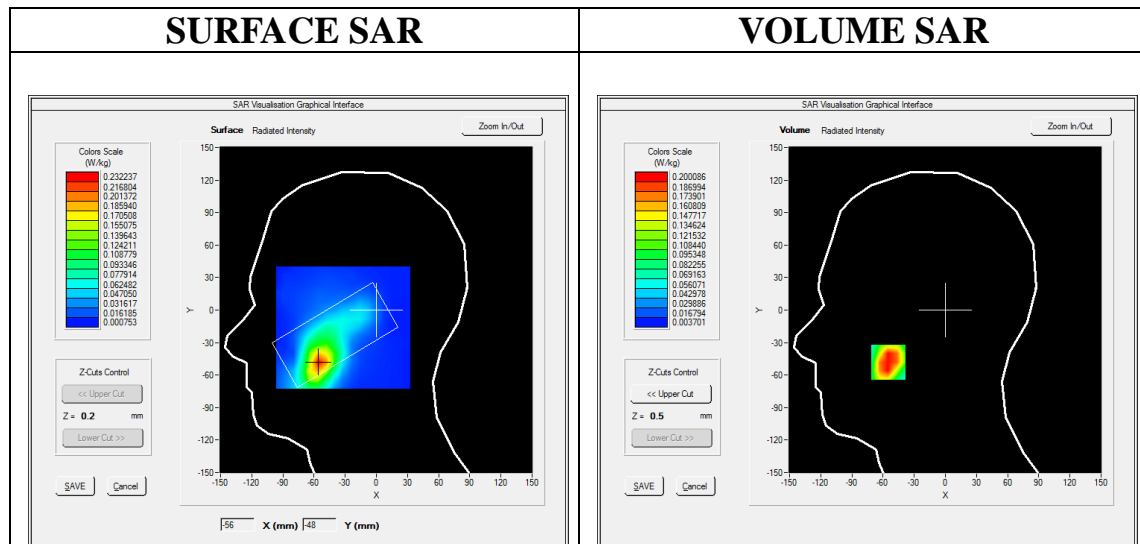 SURFACE SAR
VOLUME SAR
SAR Visualisation Graphical Interface
Surface Radiated Intensity
Zoom In/Out
Colors Scale
(W/kg)
0.232237
0.216804
0.201372
0.185940
0.170508
0.155075
0.139643
0.124211
0.108779
0.093346
0.077914
0.062482
0.047050
0.031617
0.016185
0.000753
Z-Cuts Control
<< Upper Cut
Z = 0.2 mm
Lower Cut >>
SAVE Cancel
150
120
90
60
30
0
-30
-60
-90
-120
-150
Y
-150 -120 -90 -60 -30 0 30 60 90 120 150
X
-56 X (mm) -48 Y (mm)
SAR Visualisation Graphical Interface
Volume Radiated Intensity
Zoom In/Out
Colors Scale
(W/kg)
0.200086
0.186994
0.173901
0.160809
0.147717
0.134624
0.121532
0.108440
0.095348
0.082255
0.069163
0.056071
0.042978
0.029886
0.016794
0.003701
Z-Cuts Control
<< Upper Cut
Z = 0.5 mm
Lower Cut >>
SAVE Cancel
150
120
90
60
30
0
-30
-60
-90
-120
-150
Y
-150 -120 -90 -60 -30 0 30 60 90 120 150
X